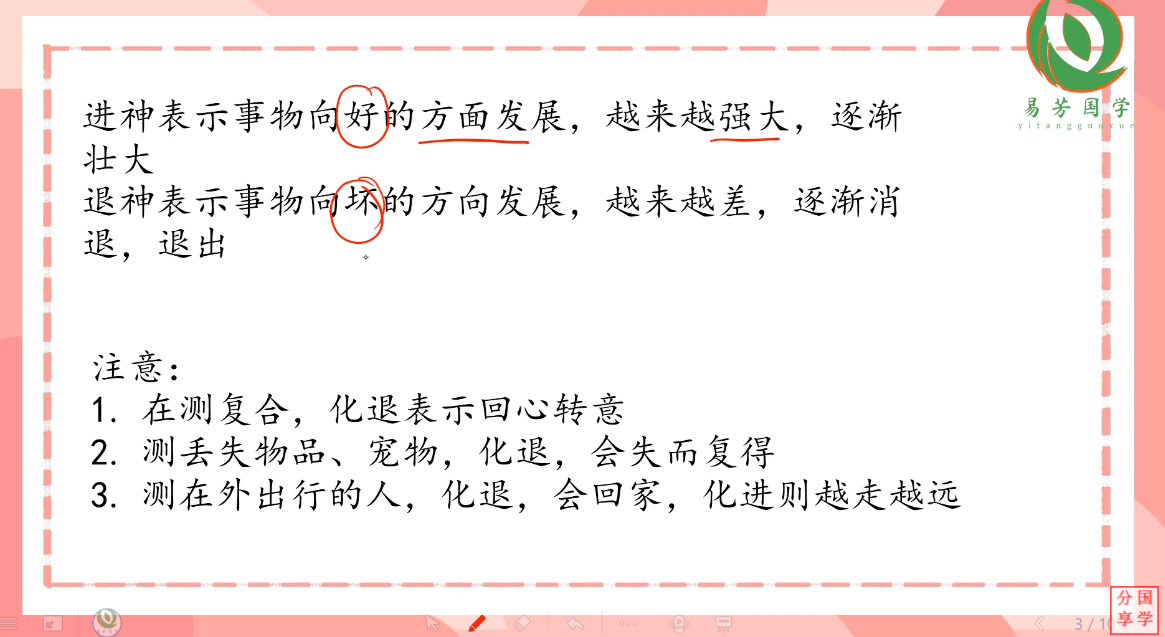 易芳国学
yifangguoxue
进神表示事物向好的方面发展，越来越强大，逐渐
壮大
退神表示事物向坏的方向发展，越来越差，逐渐消
退，退出
注意：
1. 在测复合，化退表示回心转意
2. 测丢失物品、宠物，化退，会失而复得
3. 测在外出行的人，化退，会回家，化进则越走越远
分国
享学